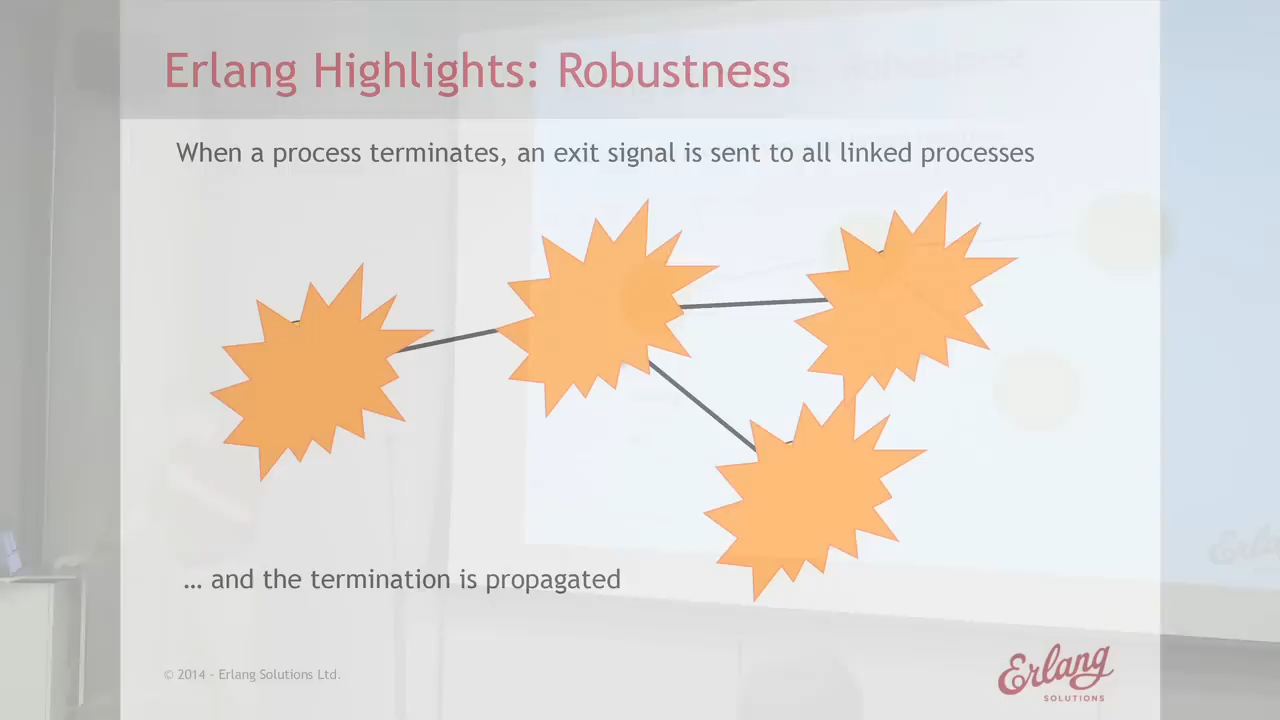 Erlang Highlights: Robustness
When a process terminates, an exit signal is sent to all linked processes
… and the termination is propagated
© 2014 - Erlang Solutions Ltd.
Erlang
SOLUTIONS